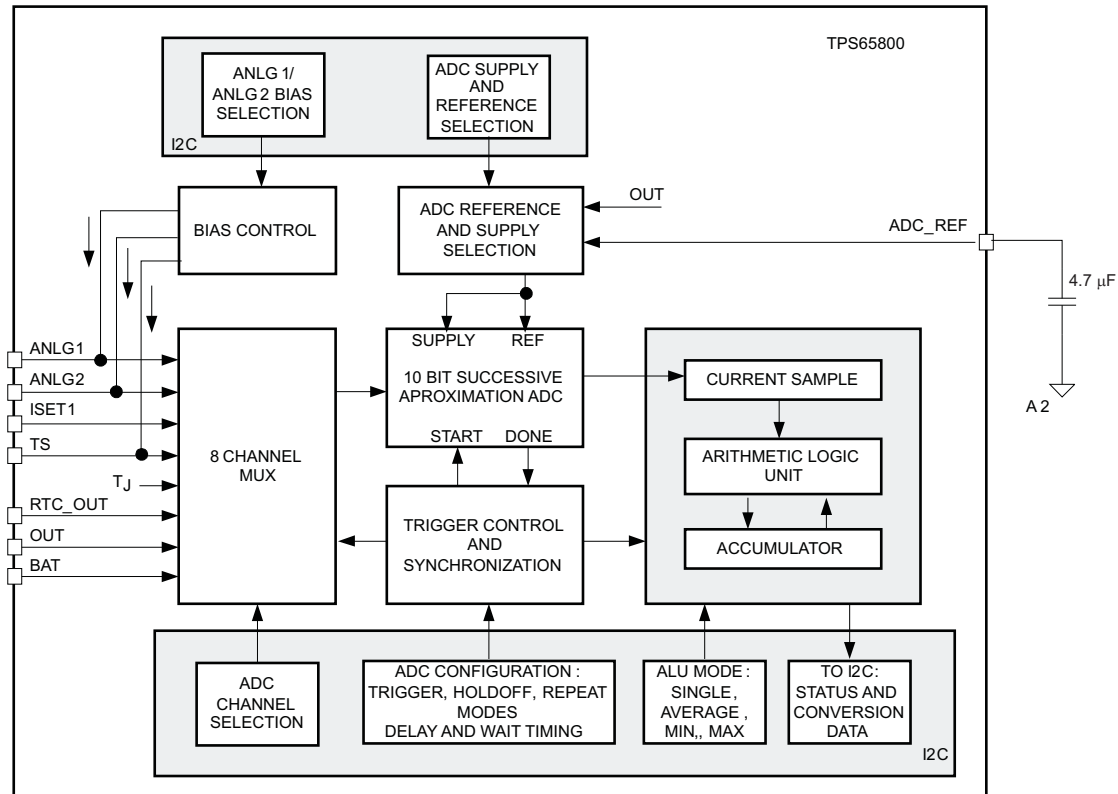 TPS65800
ANLG 1/
ANLG 2 BIAS
SELECTION
ADC SUPPLY
AND
REFERENCE
SELECTION
I2C
BIAS CONTROL
ADC REFERENCE
AND SUPPLY
SELECTION
OUT
ADC_REF
4.7 μF
A 2
ANLG1
ANLG2
ISET1
TS
TJ
RTC_OUT
OUT
BAT
8 CHANNEL
MUX
SUPPLY REF
10 BIT SUCCESSIVE
APROXIMATION ADC
START DONE
TRIGGER CONTROL
AND
SYNCHRONIZATION
CURRENT SAMPLE
ARITHMETIC LOGIC
UNIT
ACCUMULATOR
ADC
CHANNEL
SELECTION
ADC CONFIGURATION :
TRIGGER, HOLDOFF, REPEAT
MODES
DELAY AND WAIT TIMING
ALU MODE :
SINGLE ,
AVERAGE ,
MIN,, MAX
TO I2C:
STATUS AND
CONVERSION
DATA
I2C